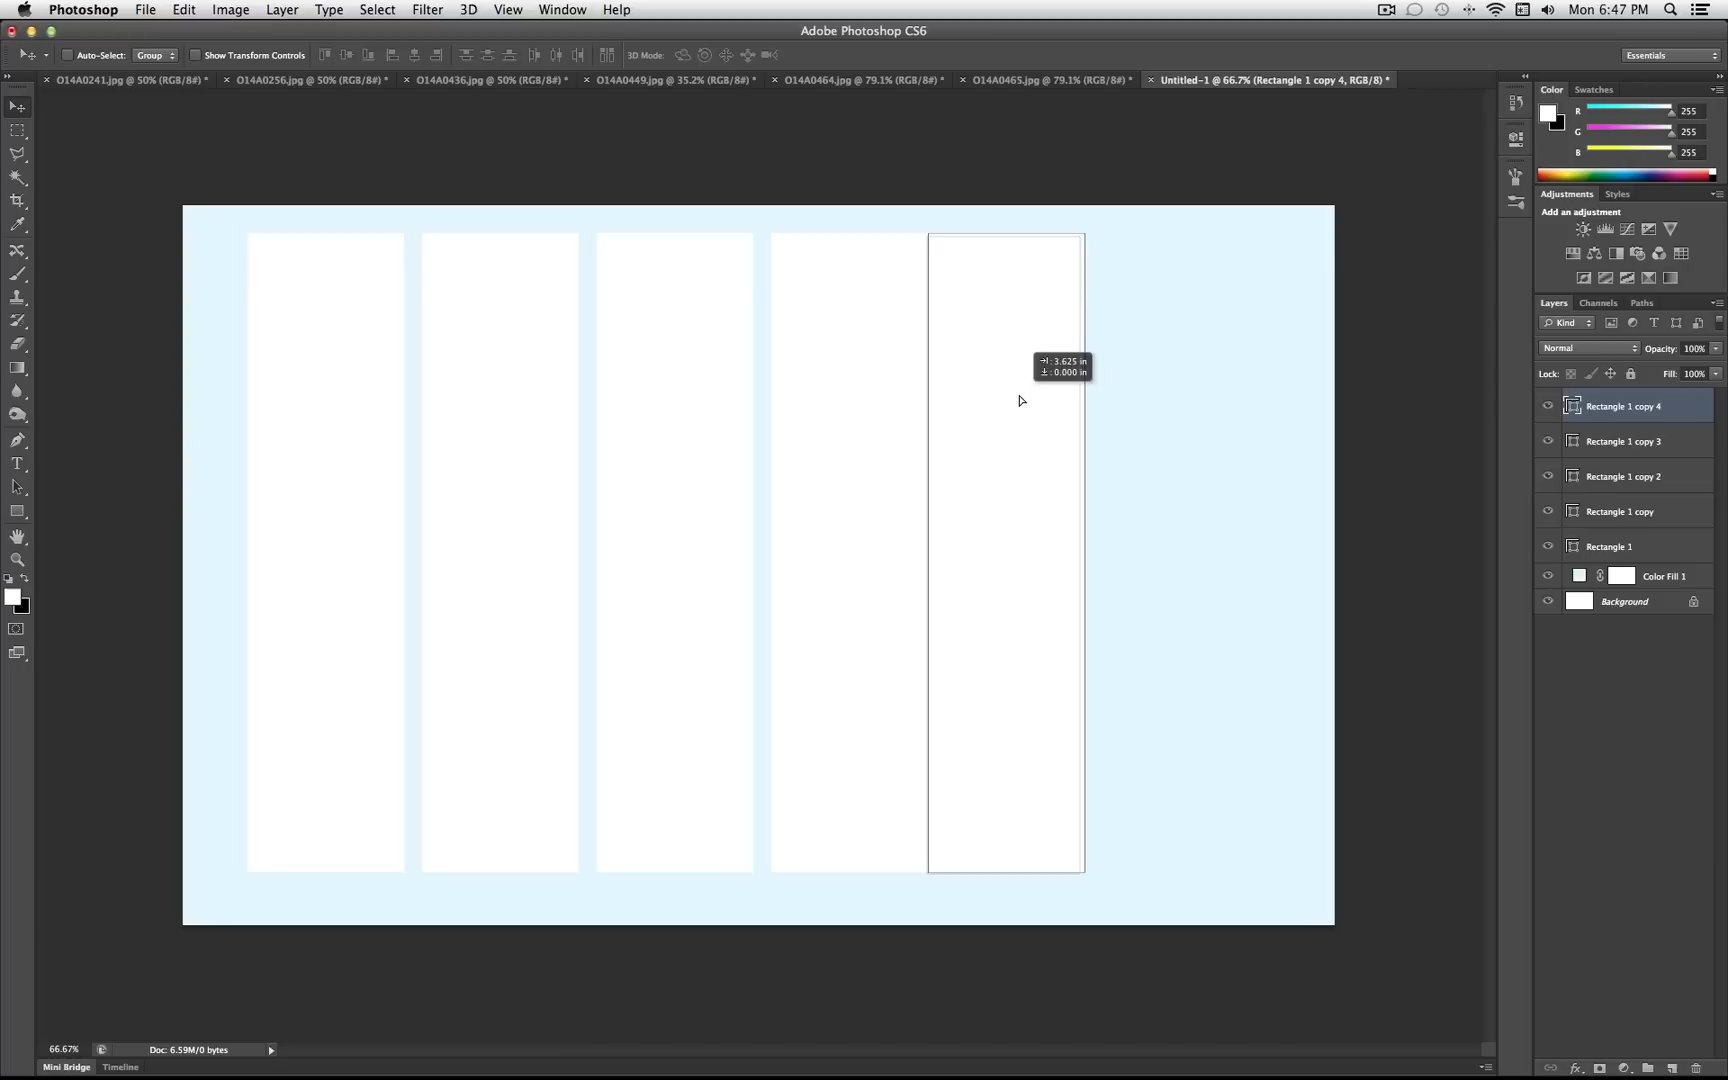 Photoshop File Edit Image Layer Type Select Filter 3D View Window Help Mon 6:47 PM
Adobe Photoshop CS6
Auto-Select: Group Show Transform Controls 3D Mode: Essentials
O14A0241.jpg @ 50% (RGB/8#) * O14A0256.jpg @ 50% (RGB/8#) * O14A0436.jpg @ 50% (RGB/8#) * O14A0449.jpg @ 35.2% (RGB/8#) * O14A0464.jpg @ 79.1% (RGB/8#) * O14A0465.jpg @ 79.1% (RGB/8#) * Untitled-1 @ 66.7% (Rectangle 1 copy 4, RGB/8) *
Color Swatches
R 255
G 255
B 255
Adjustments Styles
Add an adjustment
Layers Channels Paths
Kind
Normal Opacity: 100%
Lock: Fill: 100%
: 3.625 in
: 0.000 in
Rectangle 1 copy 4
Rectangle 1 copy 3
Rectangle 1 copy 2
Rectangle 1 copy
Rectangle 1
Color Fill 1
Background
66.67% Doc: 6.59M/0 bytes
Mini Bridge Timeline
fx